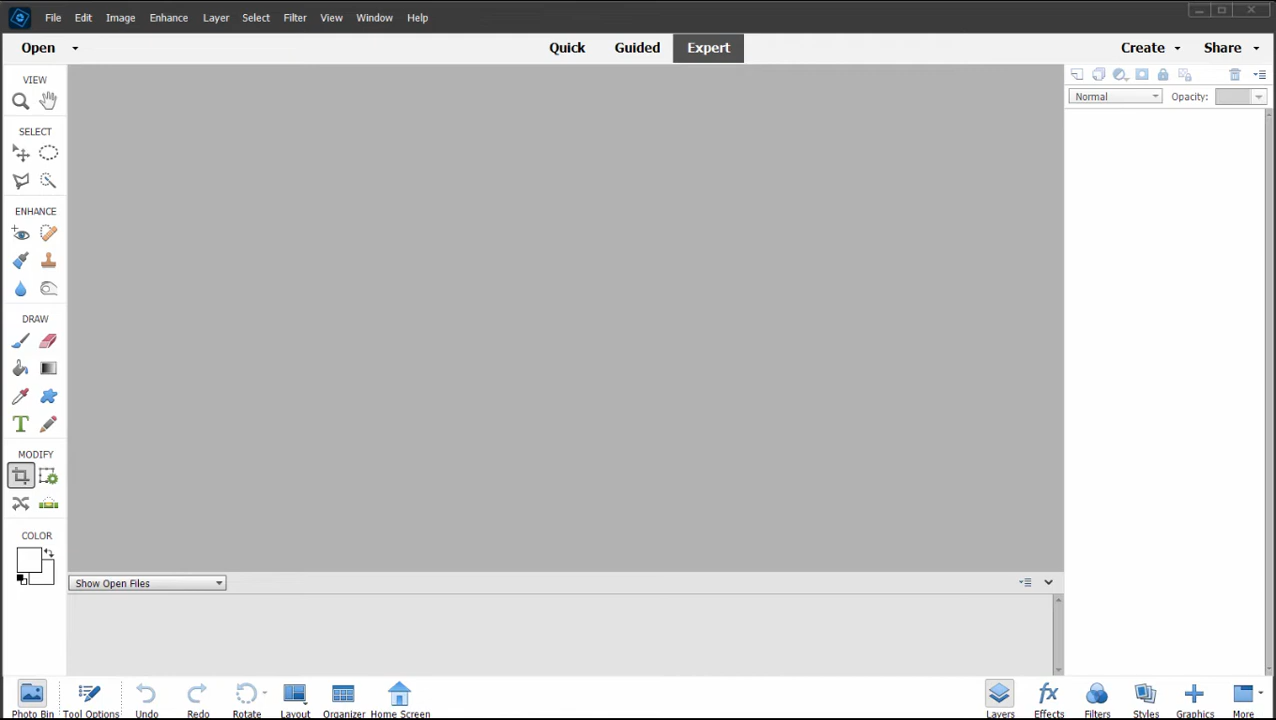 File Edit Image Enhance Layer Select Filter View Window Help
Open Quick Guided Expert Create Share
VIEW
Normal Opacity:
SELECT
ENHANCE
DRAW
T
MODIFY
COLOR
Show Open Files
Photo Bin Tool Options Undo Redo Rotate Layout Organizer Home Screen Layers Effects Filters Styles Graphics More